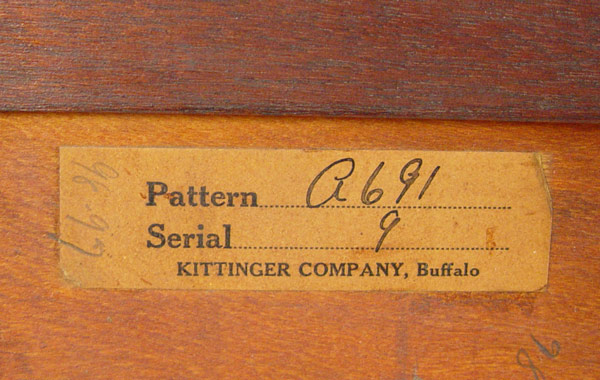 Pattern A691
Serial 9
KITTINGER COMPANY, Buffalo